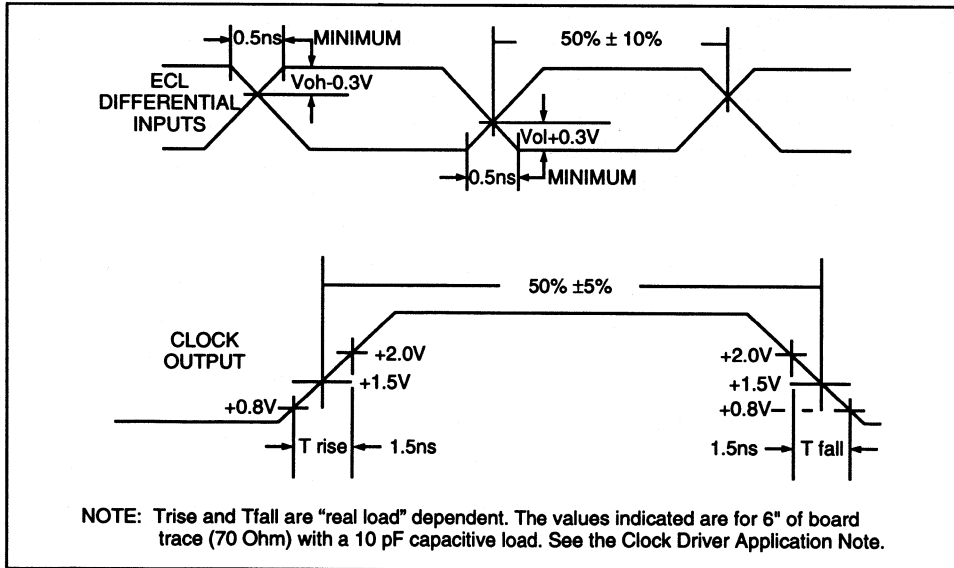 0.5ns MINIMUM 50% ± 10%
ECL
DIFFERENTIAL
INPUTS
Voh-0.3V
Vol+0.3V
0.5ns MINIMUM
50% ±5%
CLOCK
OUTPUT
+2.0V +2.0V
+1.5V +1.5V
+0.8V +0.8V
T rise 1.5ns 1.5ns T fall
NOTE: Trise and Tfall are "real load" dependent. The values indicated are for 6" of board
trace (70 Ohm) with a 10 pF capacitive load. See the Clock Driver Application Note.